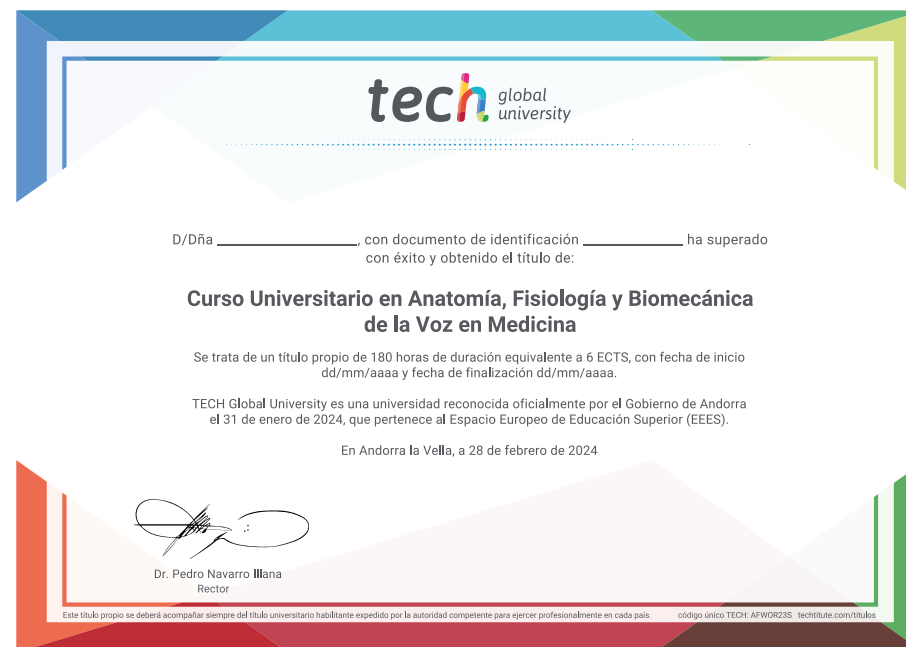 tech global university
D/Dña ____________________, con documento de identificación ______________ ha superado
con éxito y obtenido el título de:
Curso Universitario en Anatomía, Fisiología y Biomecánica
de la Voz en Medicina
Se trata de un título propio de 180 horas de duración equivalente a 6 ECTS, con fecha de inicio
dd/mm/aaaa y fecha de finalización dd/mm/aaaa.
TECH Global University es una universidad reconocida oficialmente por el Gobierno de Andorra
el 31 de enero de 2024, que pertenece al Espacio Europeo de Educación Superior (EEES).
En Andorra la Vella, a 28 de febrero de 2024
Dr. Pedro Navarro Illana
Rector
Este título propio se deberá acompañar siempre del título universitario habilitante expedido por la autoridad competente para ejercer profesionalmente en cada país. código único TECH: AFWOR23S techtitute.com/titulos